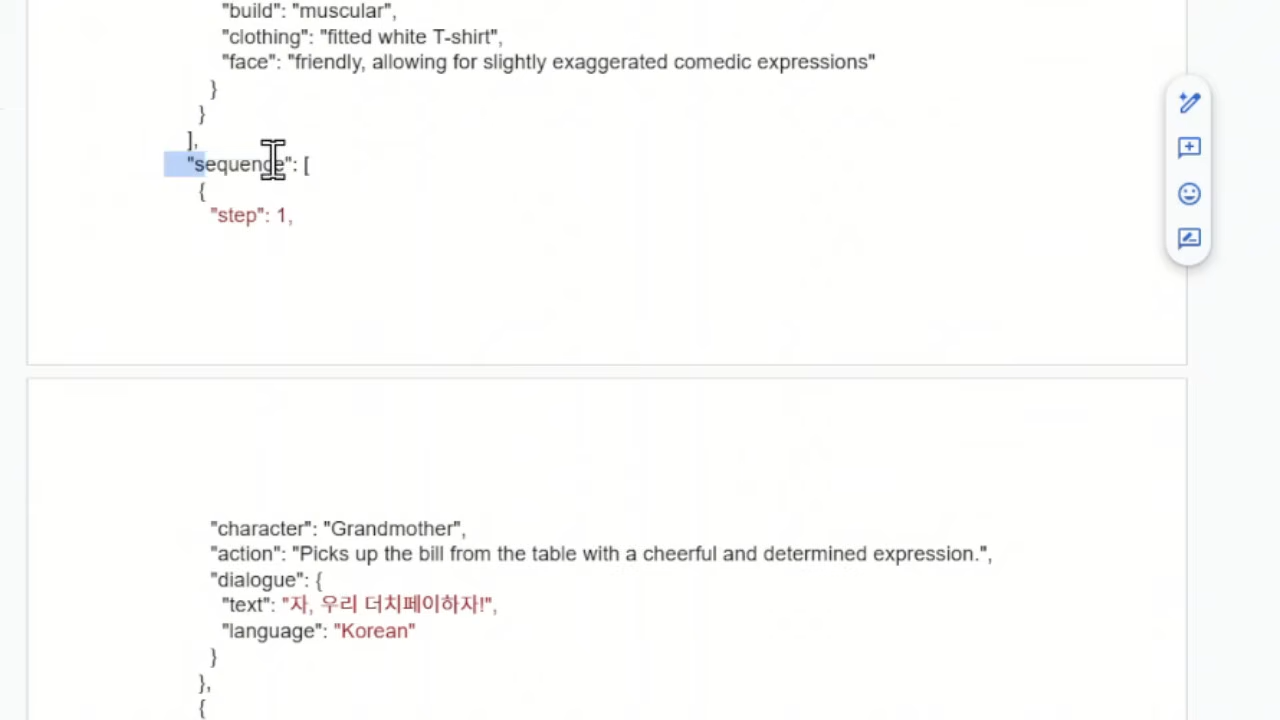 "build": "muscular",
"clothing": "fitted white T-shirt",
"face": "friendly, allowing for slightly exaggerated comedic expressions"
}
}
],
"sequence": [
{
"step": 1,
"character": "Grandmother",
"action": "Picks up the bill from the table with a cheerful and determined expression.",
"dialogue": {
"text": "자, 우리 더치페이하자!",
"language": "Korean"
}
},
{